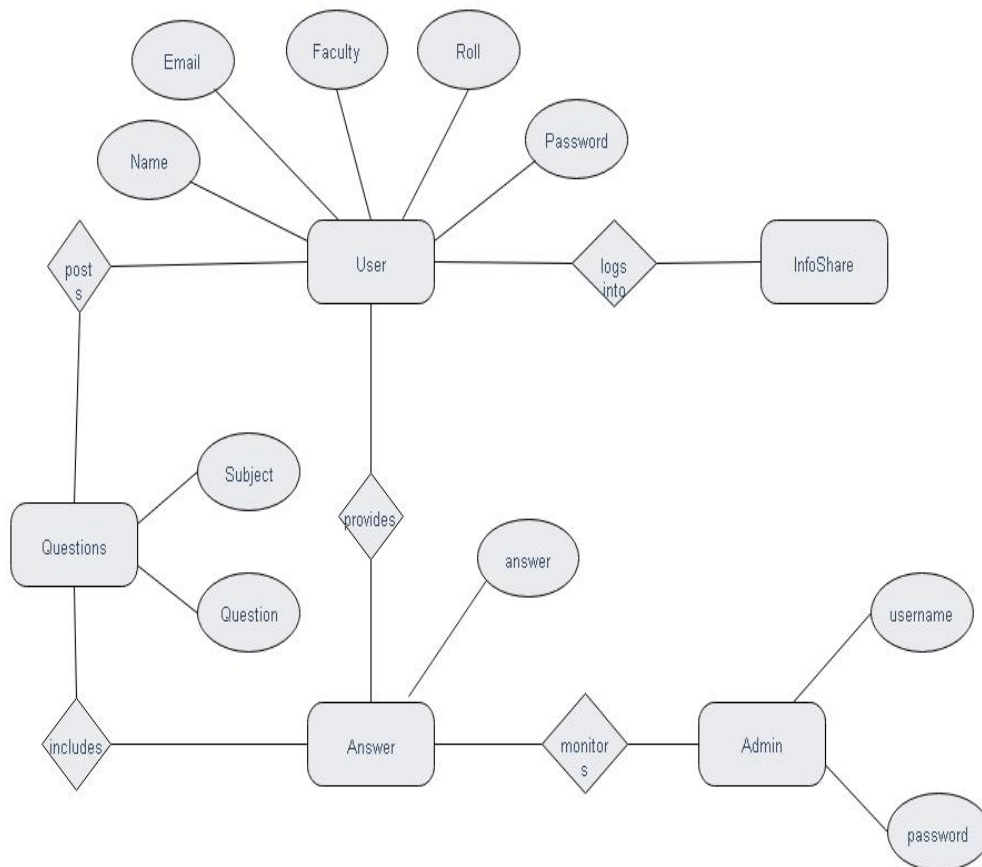 Faculty
Roll
Email
Password
Name
User
post
s
logs
into
InfoShare
Subject
provides
Questions
answer
Question
username
includes
Answer
monitor
s
Admin
password